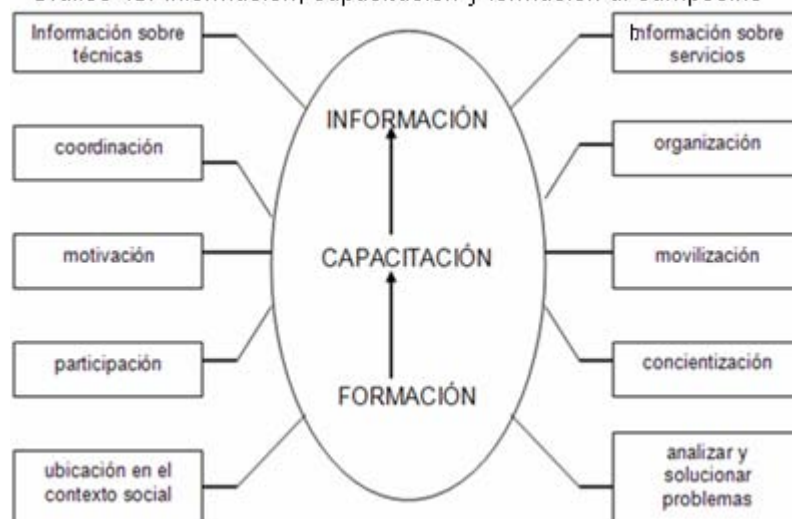 Información sobre
técnicas
Información sobre
servicios
INFORMACIÓN
coordinación
organización
motivación
CAPACITACIÓN
movilización
participación
concientización
FORMACIÓN
ubicación en el
contexto social
analizar y
solucionar
problemas